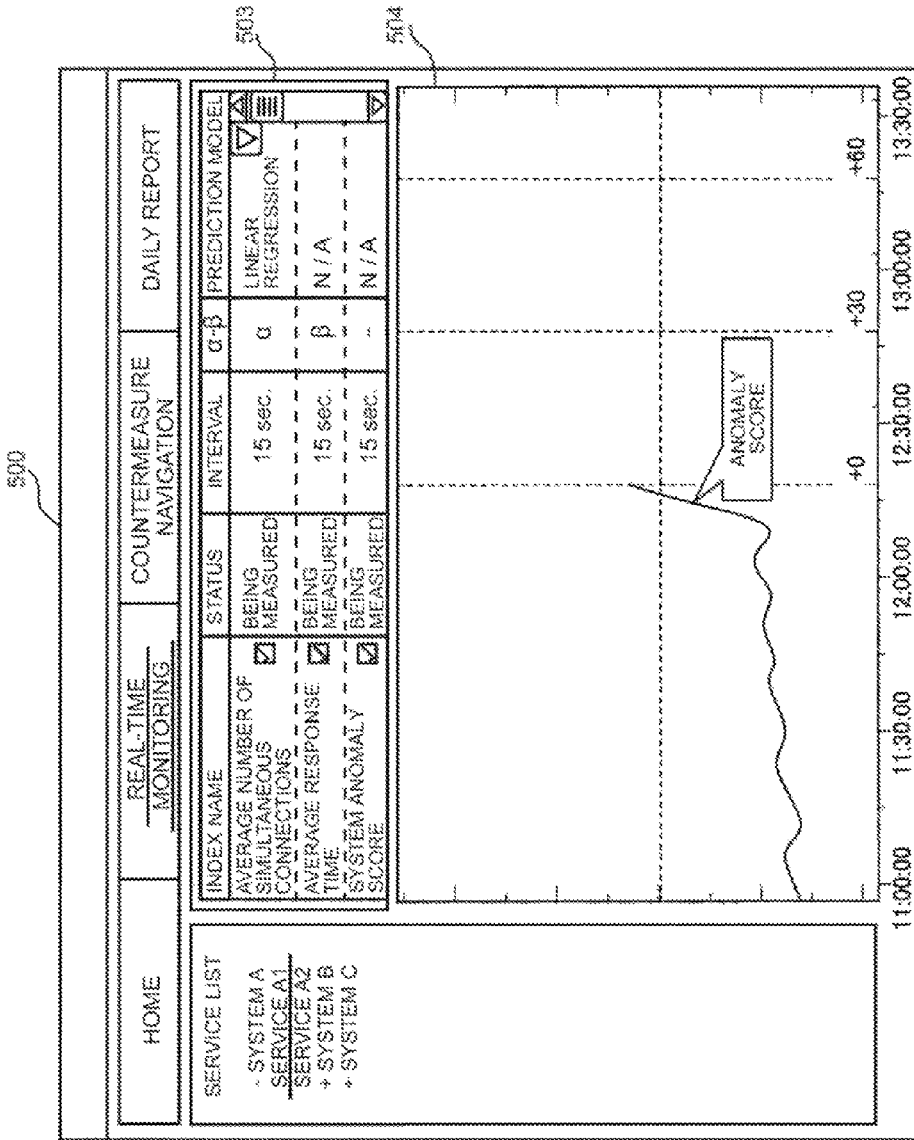 500
HOME
REAL-TIME
MONITORING
COUNTERMEASURE
NAVIGATION
DAILY REPORT
SERVICE LIST
- SYSTEM A
SERVICE A1
SERVICE A2
+ SYSTEM B
+ SYSTEM C
503
INDEX NAME
STATUS
INTERVAL
α-β
PREDICTION MODEL
AVERAGE NUMBER OF
SIMULTANEOUS
CONNECTIONS
BEING
MEASURED
15 sec.
α
LINEAR
REGRESSION
AVERAGE RESPONSE
TIME
BEING
MEASURED
15 sec.
β
N / A
SYSTEM ANOMALY
SCORE
BEING
MEASURED
15 sec.
-
N / A
504
ANOMALY
SCORE
+0
+30
+60
11:00:00
11:30:00
12:00:00
12:30:00
13:00:00
13:30:00